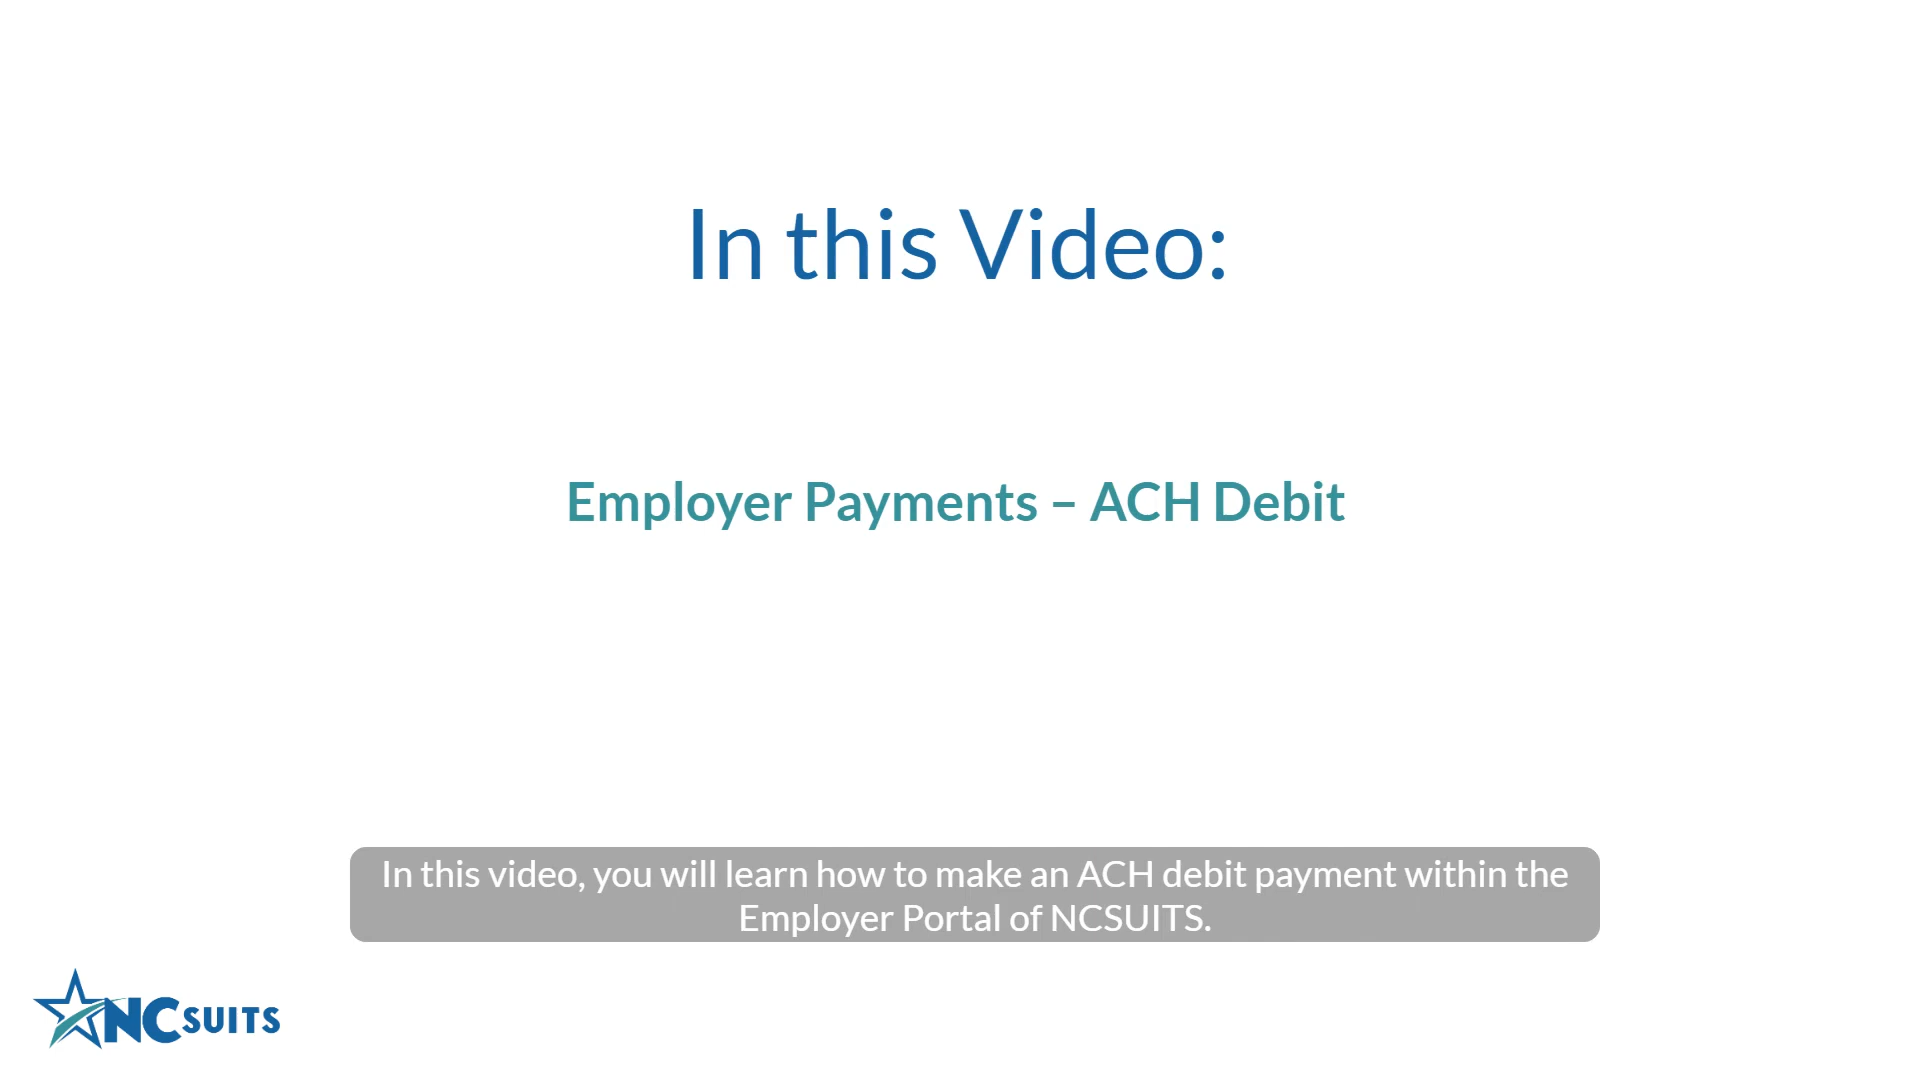 In this Video:
Employer Payments – ACH Debit
In this video, you will learn how to make an ACH debit payment within the
Employer Portal of NCSUITS.
NCSUITS